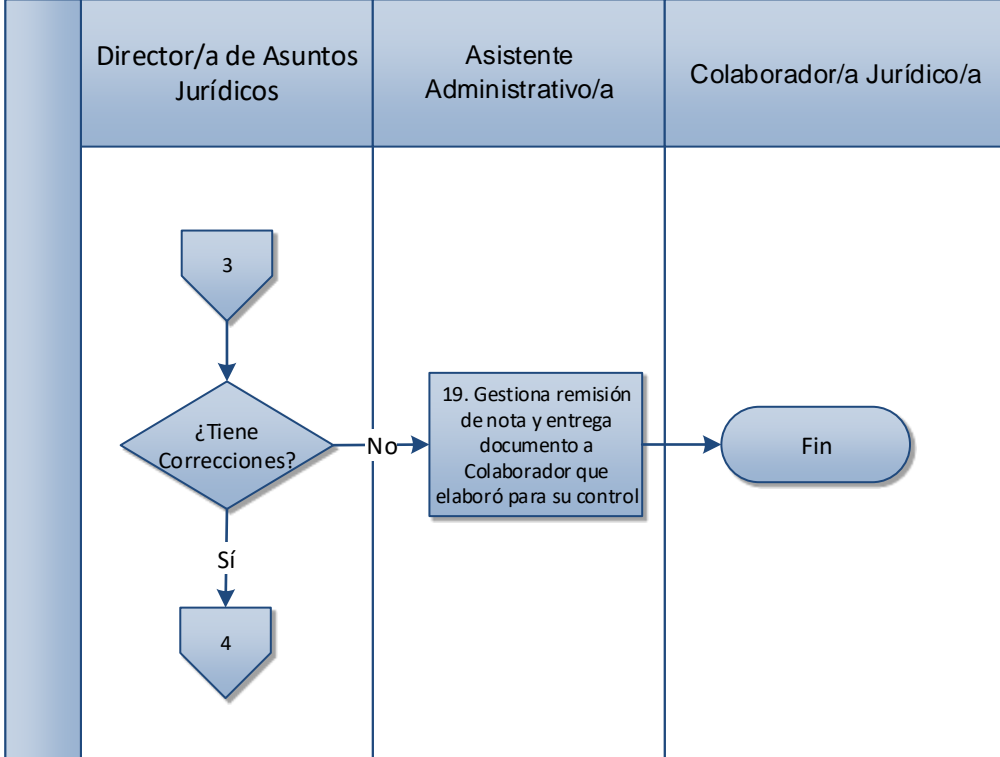 Director/a de Asuntos
Jurídicos
Asistente
Administrativo/a
Colaborador/a Jurídico/a
3
¿Tiene
Correcciones?
No
19. Gestiona remisión
de nota y entrega
documento a
Colaborador que
elaboró para su control
Fin
Sí
4